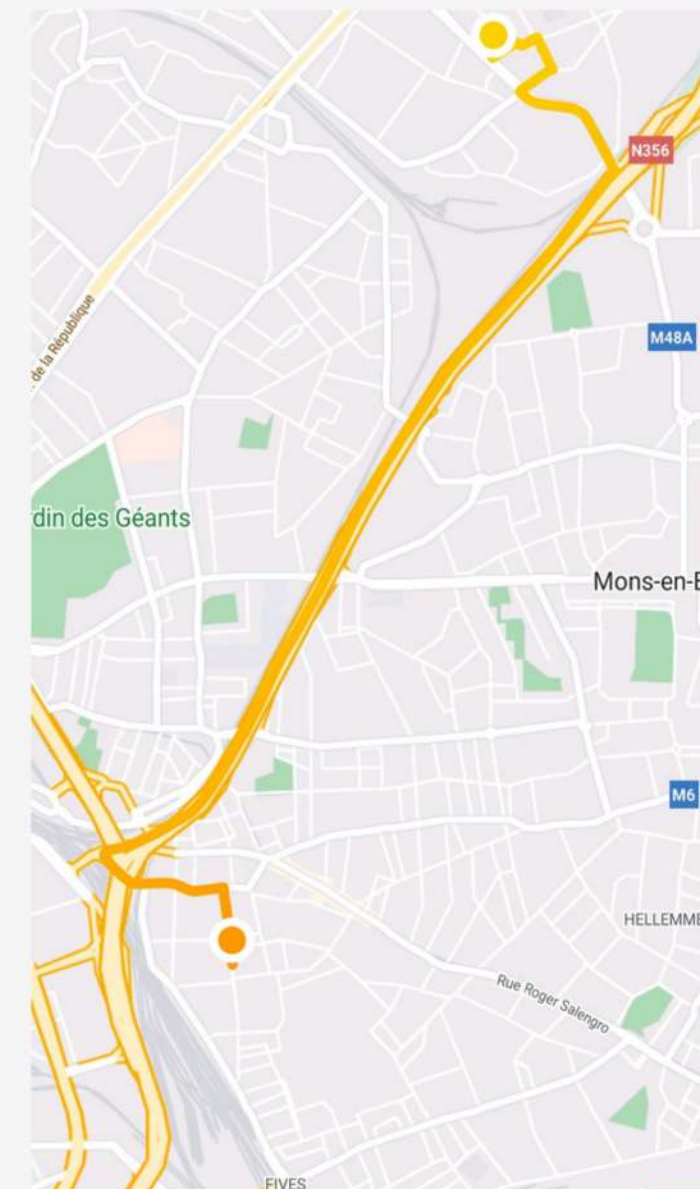 N356
de la République
M48A
din des Géants
Mons-en-B
M6
HELLEMME
Rue Roger Salengro
FIVES